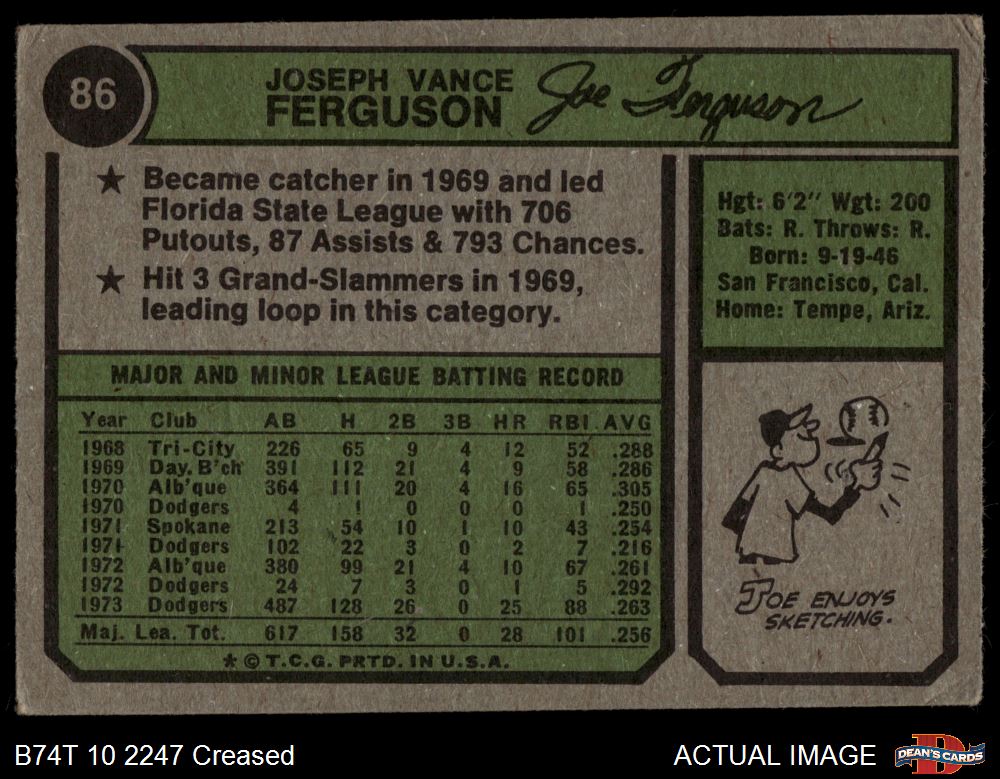 86
JOSEPH VANCE
FERGUSON
Joe Ferguson
★ Became catcher in 1969 and led
Florida State League with 706
Putouts, 87 Assists & 793 Chances.
★ Hit 3 Grand-Slammers in 1969,
leading loop in this category.
Hgt: 6'2" Wgt: 200
Bats: R. Throws: R.
Born: 9-19-46
San Francisco, Cal.
Home: Tempe, Ariz.
MAJOR AND MINOR LEAGUE BATTING RECORD
Year Club AB H 2B 3B HR RBI AVG
1968 Tri-City 226 65 9 4 12 52 .288
1969 Day. B'ch 391 112 21 4 9 58 .286
1970 Alb'que 364 111 20 4 16 65 .305
1970 Dodgers 4 1 0 0 0 1 .250
1971 Spokane 213 54 10 1 10 43 .254
1971 Dodgers 102 22 3 0 2 7 .216
1972 Alb'que 380 99 21 4 10 67 .261
1972 Dodgers 24 7 3 0 1 5 .292
1973 Dodgers 487 128 26 0 25 88 .263
Maj. Lea. Tot. 617 158 32 0 28 101 .256
★ © T.C.G. PRTD. IN U.S.A.
JOE ENJOYS
SKETCHING.
B74T 10 2247 Creased
ACTUAL IMAGE
DEAN'S CARDS